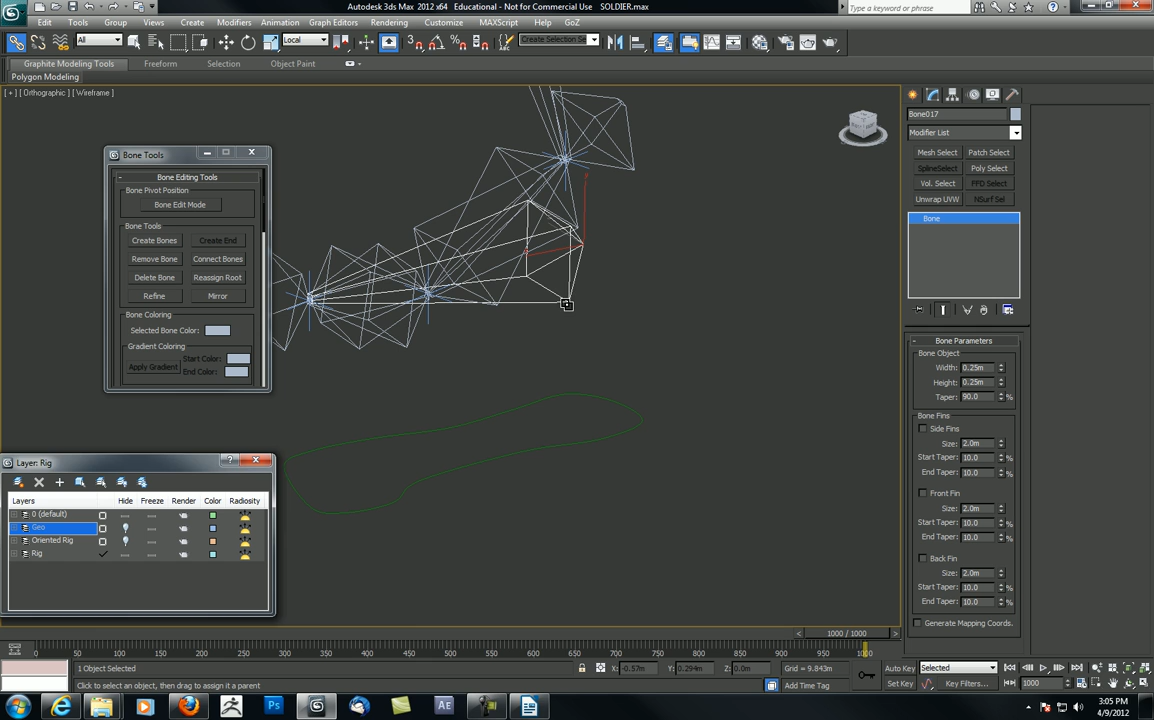 Autodesk 3ds Max 2012 x64 Educational - Not for Commercial Use SOLDIER.max
Type a keyword or phrase
Edit Tools Group Views Create Modifiers Animation Graph Editors Rendering Customize MAXScript Help GoZ
All
Local
Create Selection Se
Graphite Modeling Tools Freeform Selection Object Paint
Polygon Modeling
[ + ] [ Orthographic ] [ Wireframe ]
Bone Tools
- Bone Editing Tools
Bone Pivot Position
Bone Edit Mode
Bone Tools
Create Bones Create End
Remove Bone Connect Bones
Delete Bone Reassign Root
Refine Mirror
Bone Coloring
Selected Bone Color:
Gradient Coloring
Apply Gradient
Start Color:
End Color:
Bone017
Modifier List
Mesh Select Patch Select
SplineSelect Poly Select
Vol. Select FFD Select
Unwrap UVW NSurf Sel
Bone
- Bone Parameters
Bone Object
Width: 0.25m
Height: 0.25m
Taper: 90.0 %
Bone Fins
Side Fins
Size: 2.0m
Start Taper: 10.0 %
End Taper: 10.0 %
Front Fin
Size: 2.0m
Start Taper: 10.0 %
End Taper: 10.0 %
Back Fin
Size: 2.0m
Start Taper: 10.0 %
End Taper: 10.0 %
Generate Mapping Coords.
Layer: Rig
Layers Hide Freeze Render Color Radiosity
0 (default)
Geo
Oriented Rig
Rig
< 1000 / 1000 >
0 50 100 150 200 250 300 350 400 450 500 550 600 650 700 750 800 850 900 950 1000
1 Object Selected X: -0.57m Y: 0.294m Z: 0.0m Grid = 9.843m Auto Key Selected
Click to select an object, then drag to assign it a parent Add Time Tag Set Key Key Filters... 1000
3:05 PM
4/9/2012